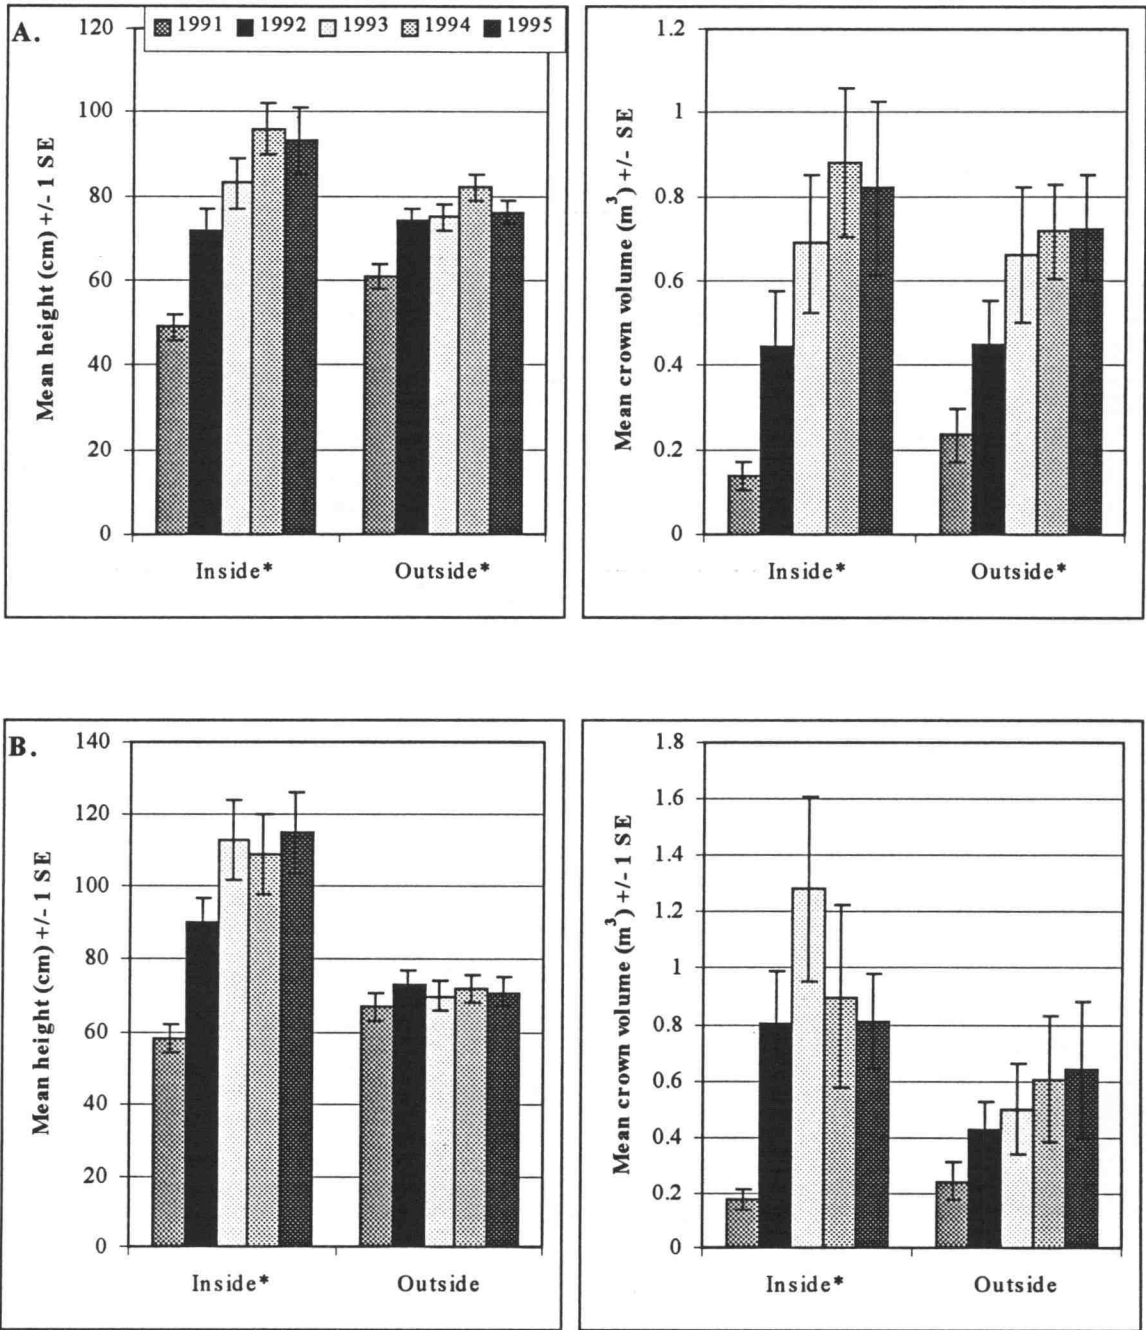 A.
1991 1992 1993 1994 1995
Mean height (cm) +/- 1 SE
120
100
80
60
40
20
0
Inside* Outside*
Mean crown volume (m³) +/- SE
1.2
1
0.8
0.6
0.4
0.2
0
Inside* Outside*
B.
Mean height (cm) +/- 1 SE
140
120
100
80
60
40
20
0
Inside* Outside
Mean crown volume (m³) +/- 1 SE
1.8
1.6
1.4
1.2
1
0.8
0.6
0.4
0.2
0
Inside* Outside